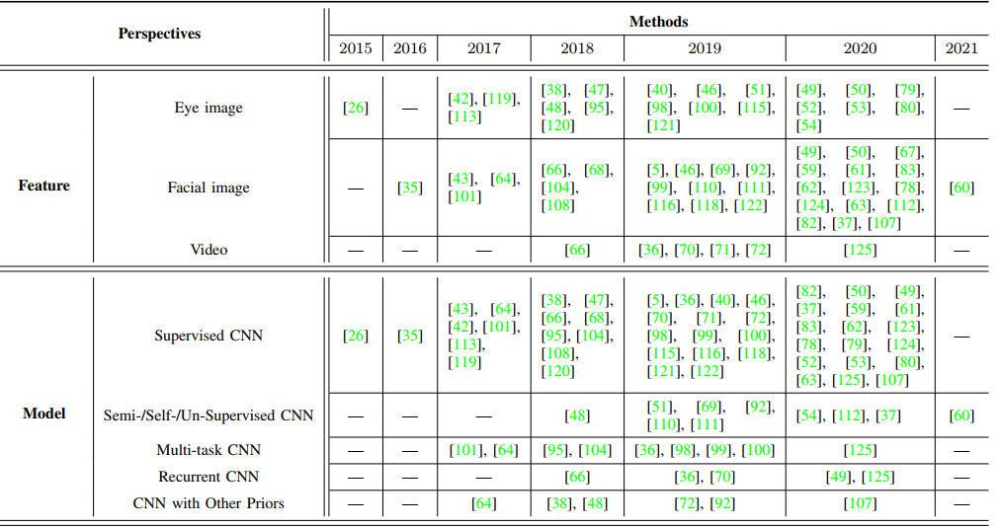 Perspectives
Methods
2015 2016 2017 2018 2019 2020 2021
Feature
Eye image
[26]
—
[42], [119],
[113]
[38], [47],
[48], [95],
[120]
[40], [46], [51],
[98], [100], [115],
[121]
[49], [50], [79],
[52], [53], [80],
[54]
—
Facial image
—
[35]
[43], [64],
[101]
[66], [68],
[104],
[108]
[5], [46], [69], [92],
[99], [110], [111],
[116], [118], [122]
[49], [50], [67],
[59], [61], [83],
[62], [123], [78],
[124], [63], [112],
[82], [37], [107]
[60]
Video
—
—
—
[66]
[36], [70], [71], [72]
[125]
—
Model
Supervised CNN
[26]
[35]
[43], [64],
[42], [101],
[113],
[119]
[38], [47],
[66], [68],
[95], [104],
[108],
[120]
[5], [36], [40], [46],
[70], [71], [72],
[98], [99], [100],
[115], [116], [118],
[121], [122]
[82], [50], [49],
[37], [59], [61],
[83], [62], [123],
[78], [79], [124],
[52], [53], [80],
[63], [125], [107]
—
Semi-/Self-/Un-Supervised CNN
—
—
—
[48]
[51], [69], [92],
[110], [111]
[54], [112], [37]
[60]
Multi-task CNN
—
—
[101], [64]
[95], [104]
[36], [98], [99], [100]
[125]
—
Recurrent CNN
—
—
—
[66]
[36], [70]
[49], [125]
—
CNN with Other Priors
—
—
[64]
[38], [48]
[72], [92]
[107]
—